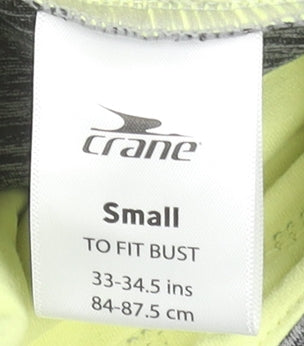 crane
Small
TO FIT BUST
33-34.5 ins
84-87.5 cm